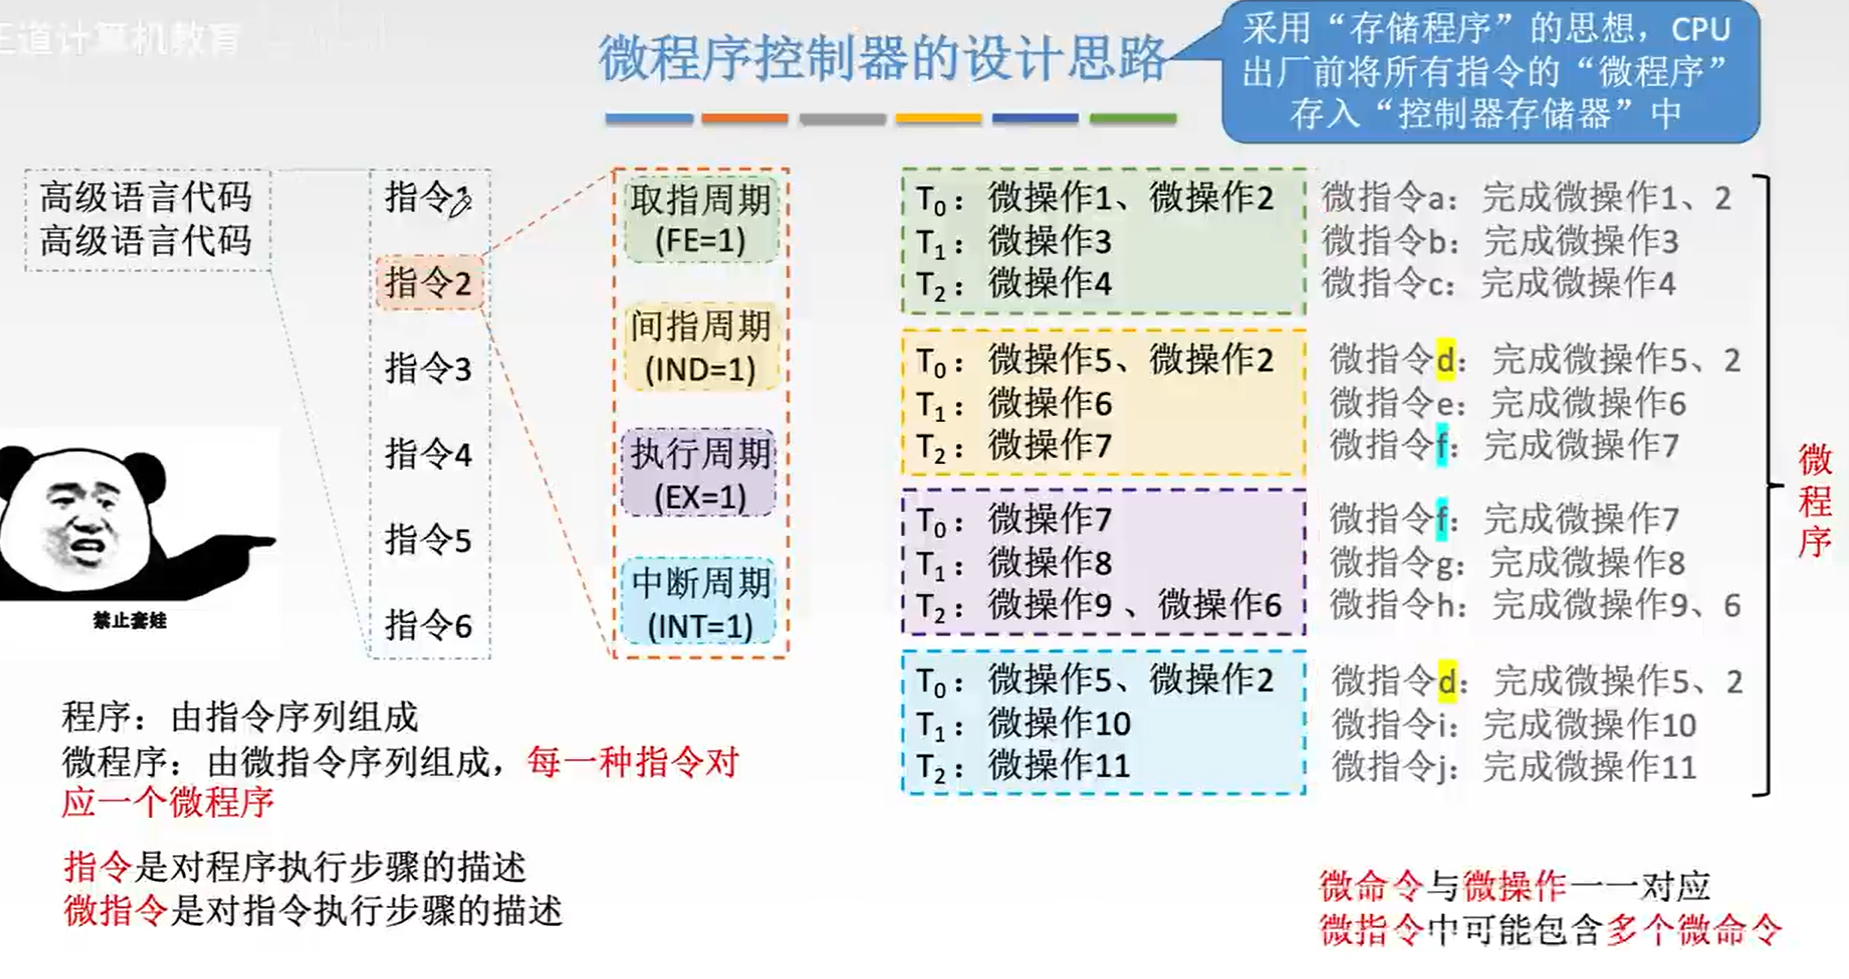 王道计算机教育
微程序控制器的设计思路
采用“存储程序”的思想，CPU
出厂前将所有指令的“微程序”
存入“控制器存储器”中
高级语言代码
高级语言代码
指令1
指令2
指令3
指令4
指令5
指令6
取指周期
(FE=1)
间指周期
(IND=1)
执行周期
(EX=1)
中断周期
(INT=1)
T₀：微操作1、微操作2
T₁：微操作3
T₂：微操作4
T₀：微操作5、微操作2
T₁：微操作6
T₂：微操作7
T₀：微操作7
T₁：微操作8
T₂：微操作9 、微操作6
T₀：微操作5、微操作2
T₁：微操作10
T₂：微操作11
微指令a：完成微操作1、2
微指令b：完成微操作3
微指令c：完成微操作4
微指令d：完成微操作5、2
微指令e：完成微操作6
微指令f：完成微操作7
微指令f：完成微操作7
微指令g：完成微操作8
微指令h：完成微操作9、6
微指令d：完成微操作5、2
微指令i：完成微操作10
微指令j：完成微操作11
微程序
禁止套娃
程序：由指令序列组成
微程序：由微指令序列组成，每一种指令对
应一个微程序
指令是对程序执行步骤的描述
微指令是对指令执行步骤的描述
微命令与微操作一一对应
微指令中可能包含多个微命令